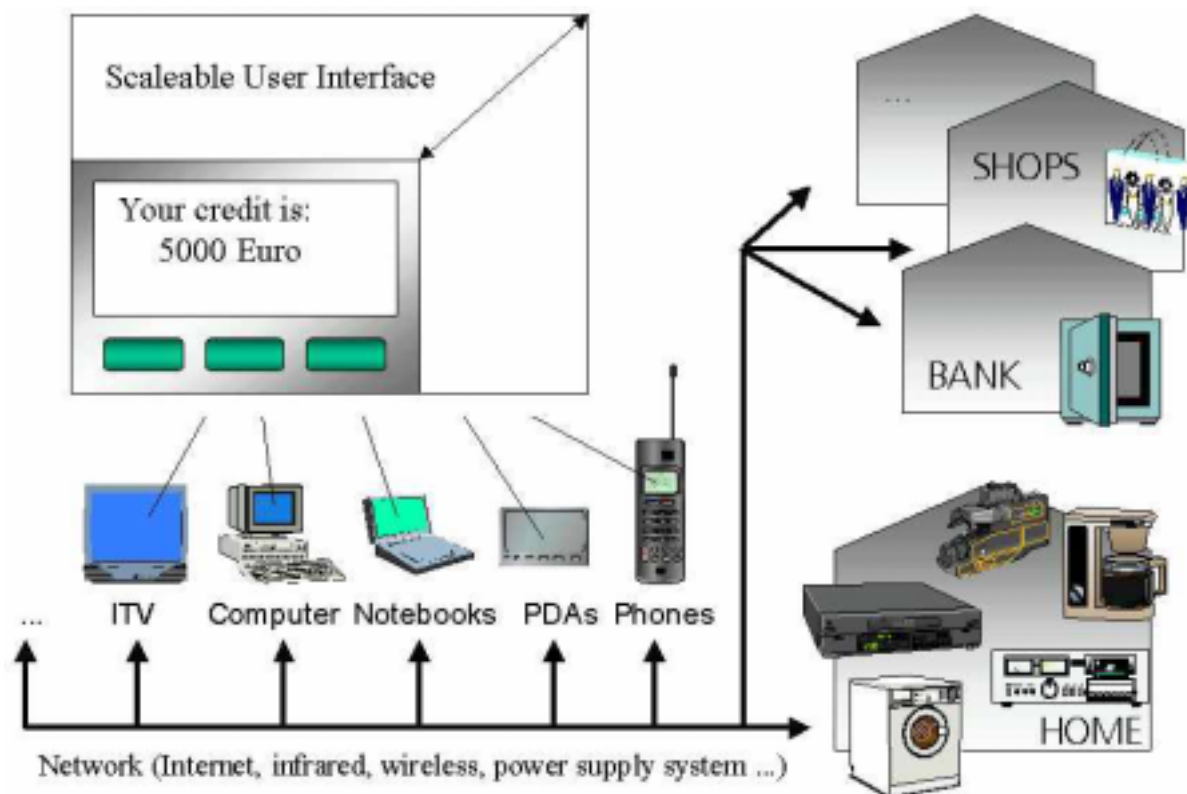 Scaleable User Interface
Your credit is:
5000 Euro
...
SHOPS
BANK
... ITV Computer Notebooks PDAs Phones
HOME
Network (Internet, infrared, wireless, power supply system ...)